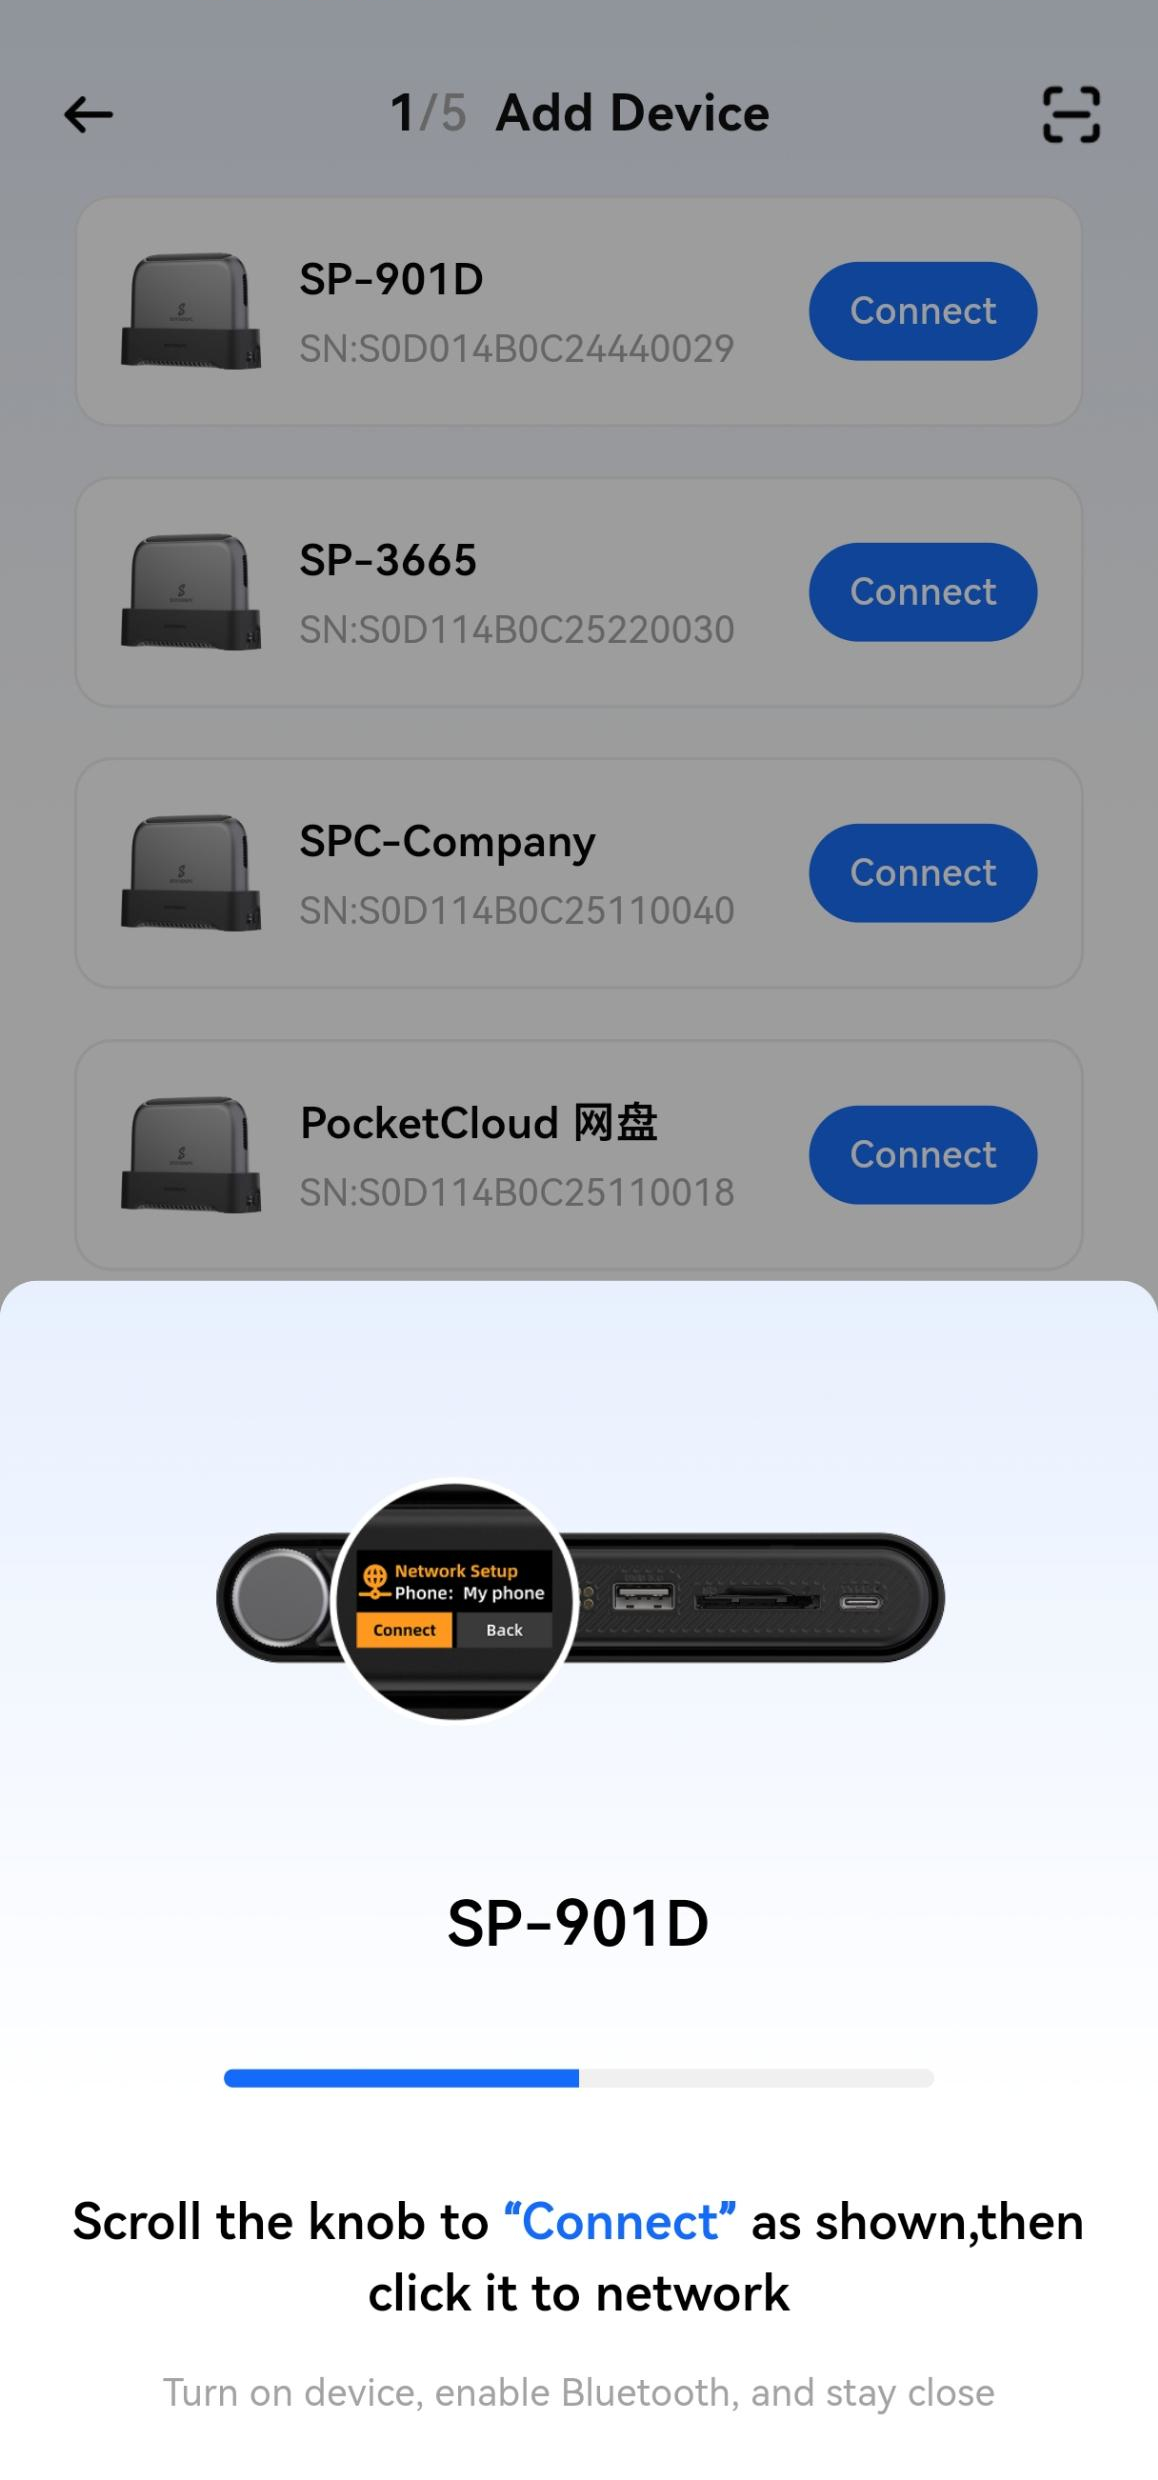 1/5 Add Device
SP-901D
SN:S0D014B0C24440029
Connect
SP-3665
SN:S0D114B0C25220030
Connect
SPC-Company
SN:S0D114B0C25110040
Connect
PocketCloud 网盘
SN:S0D114B0C25110018
Connect
Network Setup
Phone: My phone
Connect Back
SP-901D
Scroll the knob to “Connect” as shown,then
click it to network
Turn on device, enable Bluetooth, and stay close